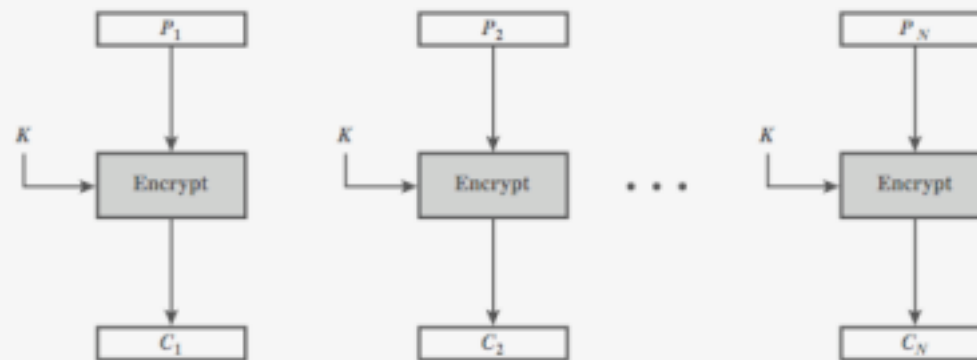 P1 P2 PN
K K K
Encrypt Encrypt . . . Encrypt
C1 C2 CN